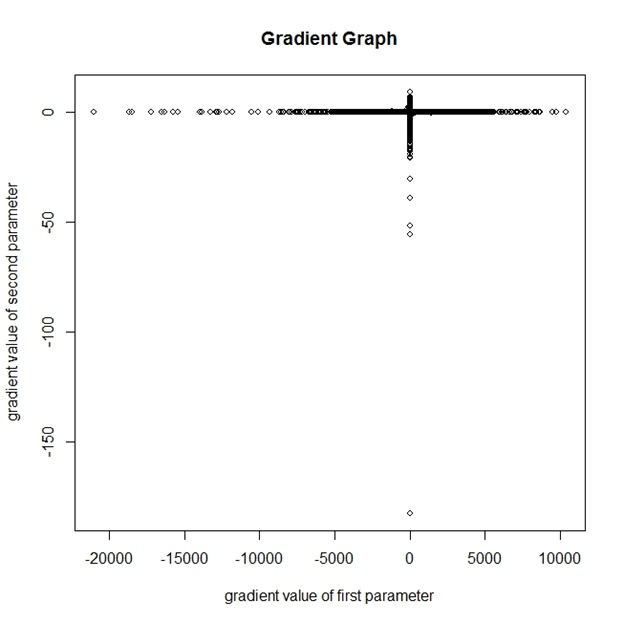 Gradient Graph
gradient value of second parameter
0
-50
-100
-150
-20000 -15000 -10000 -5000 0 5000 10000
gradient value of first parameter